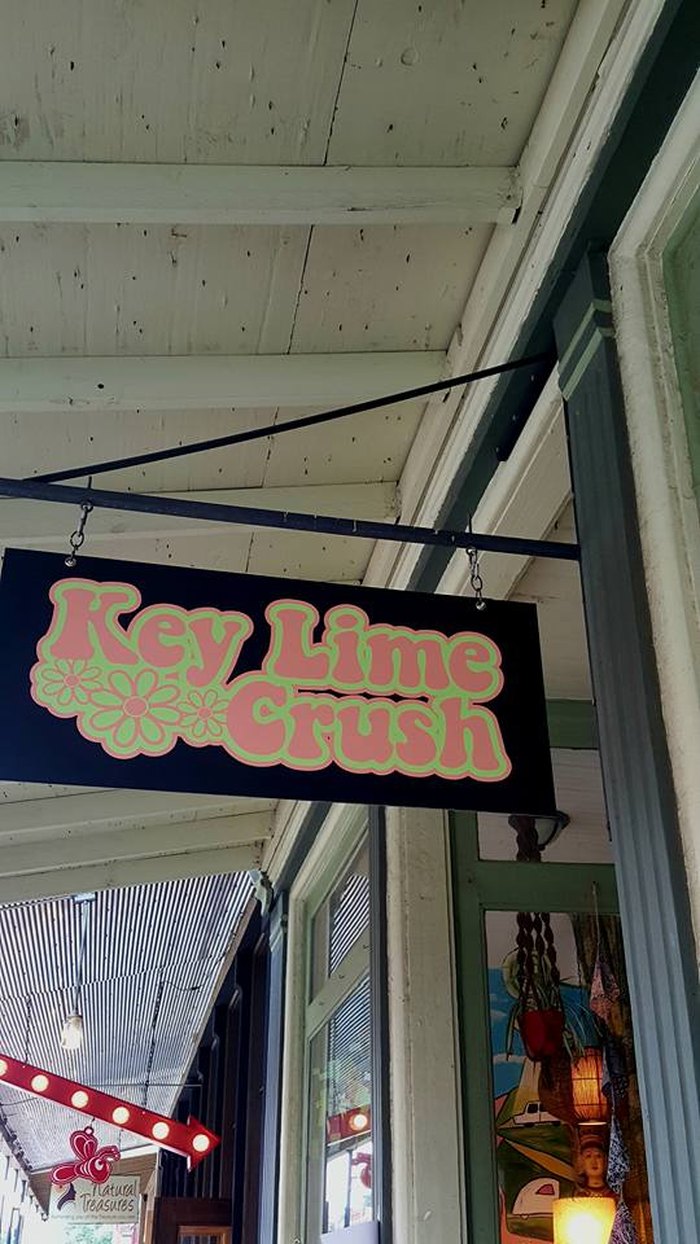 Key Lime
Crush
Natural
Treasures